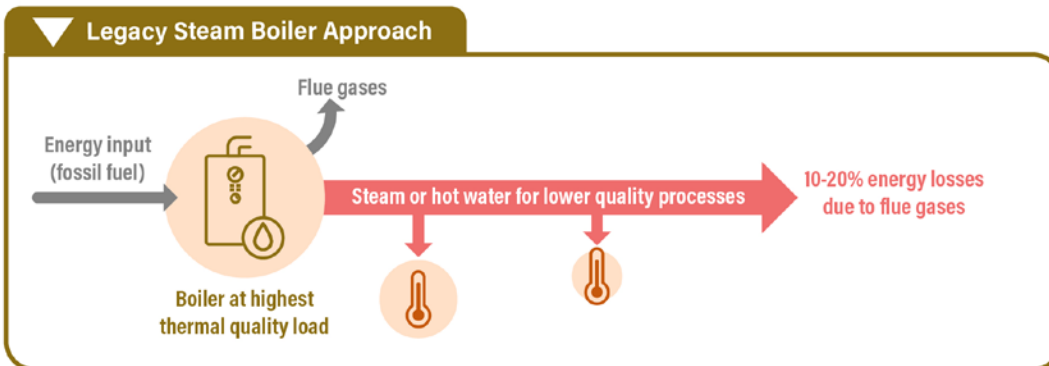 Legacy Steam Boiler Approach
Flue gases
Energy input
(fossil fuel)
Steam or hot water for lower quality processes
10-20% energy losses
due to flue gases
Boiler at highest
thermal quality load